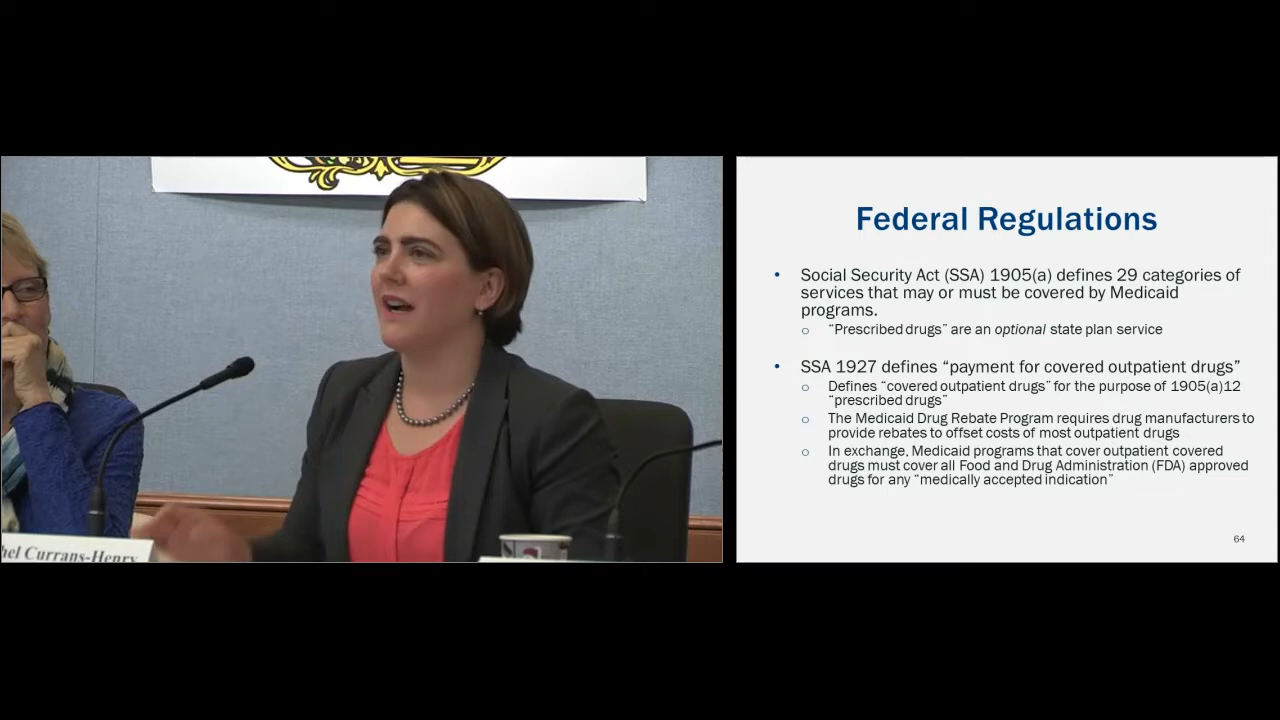 hel Currans-Henry
Federal Regulations
• Social Security Act (SSA) 1905(a) defines 29 categories of
services that may or must be covered by Medicaid
programs.
o “Prescribed drugs” are an optional state plan service
• SSA 1927 defines “payment for covered outpatient drugs”
o Defines “covered outpatient drugs” for the purpose of 1905(a)12
“prescribed drugs”
o The Medicaid Drug Rebate Program requires drug manufacturers to
provide rebates to offset costs of most outpatient drugs
o In exchange, Medicaid programs that cover outpatient covered
drugs must cover all Food and Drug Administration (FDA) approved
drugs for any “medically accepted indication”
64